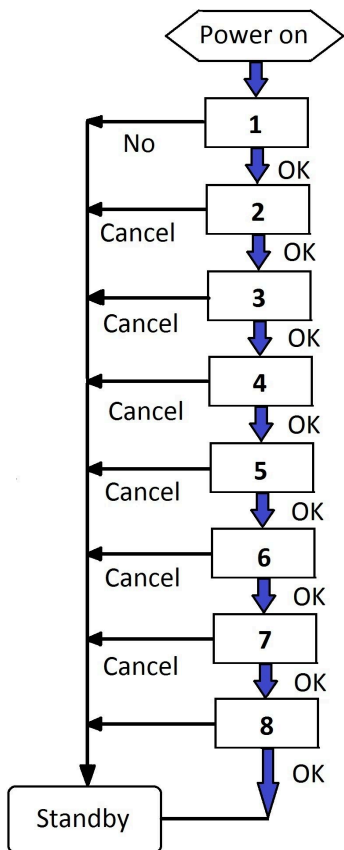 Power on
1
No
OK
2
Cancel
OK
3
Cancel
OK
4
Cancel
OK
5
Cancel
OK
6
Cancel
OK
7
Cancel
OK
8
OK
Standby